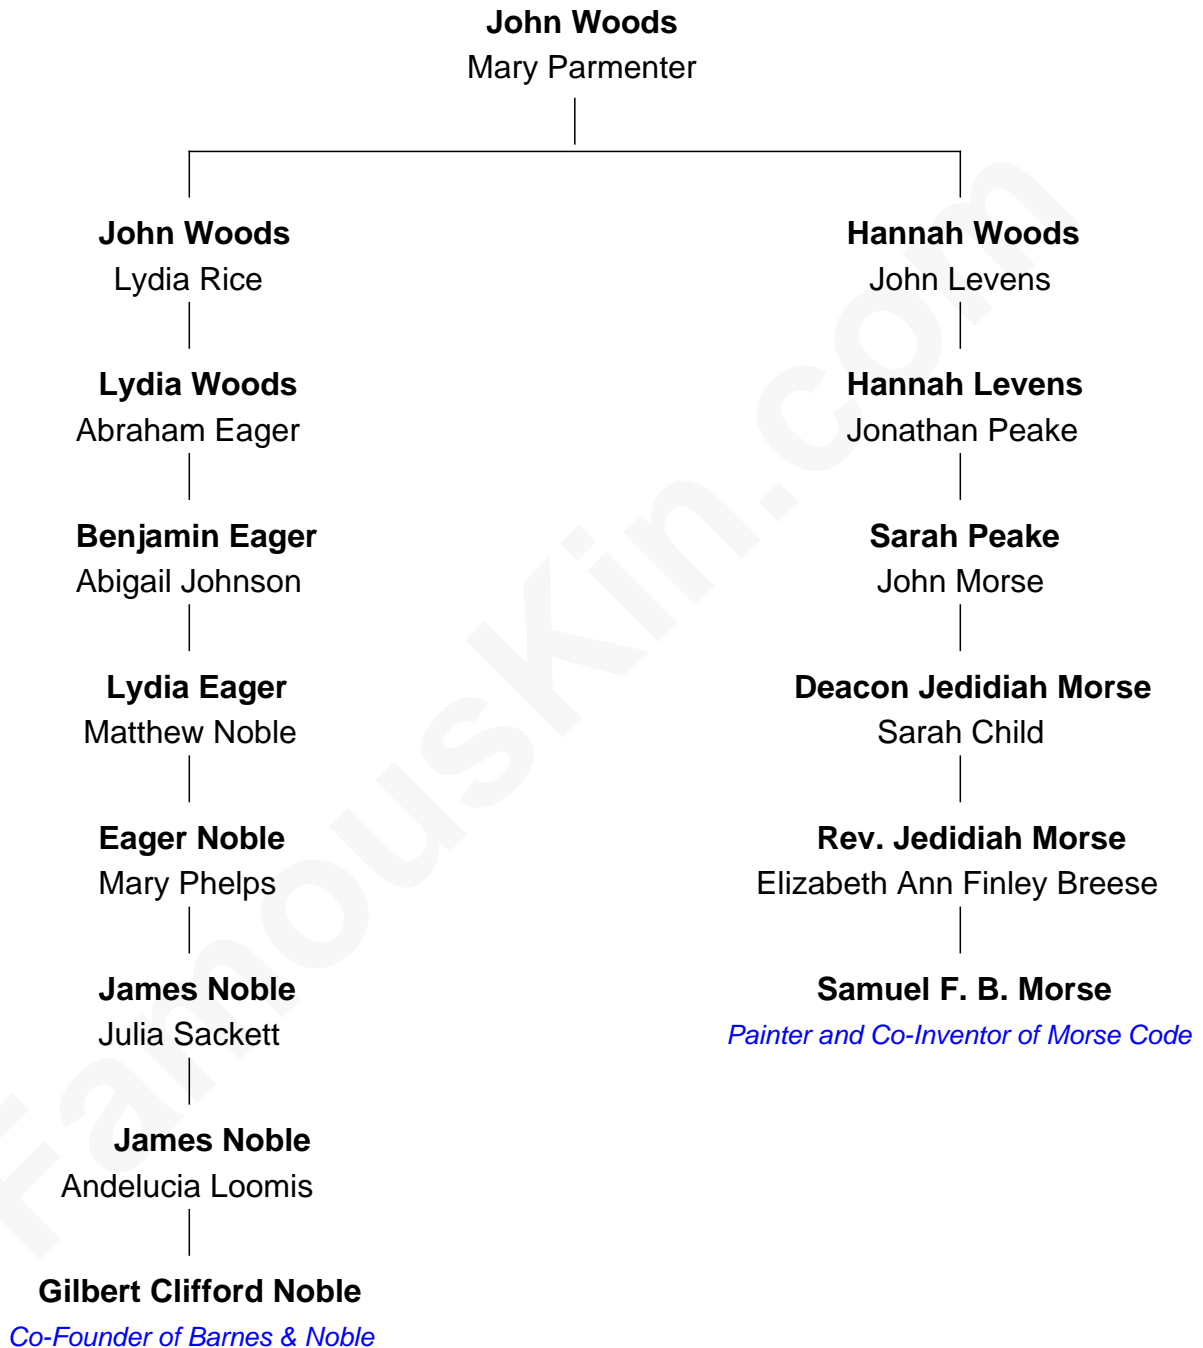 John Woods
Mary Parmenter
John Woods
Lydia Rice
Lydia Woods
Abraham Eager
Benjamin Eager
Abigail Johnson
Lydia Eager
Matthew Noble
Eager Noble
Mary Phelps
James Noble
Julia Sackett
James Noble
Andelucia Loomis
Gilbert Clifford Noble
Co-Founder of Barnes & Noble
Hannah Woods
John Levens
Hannah Levens
Jonathan Peake
Sarah Peake
John Morse
Deacon Jedidiah Morse
Sarah Child
Rev. Jedidiah Morse
Elizabeth Ann Finley Breese
Samuel F. B. Morse
Painter and Co-Inventor of Morse Code
FamousKin.com